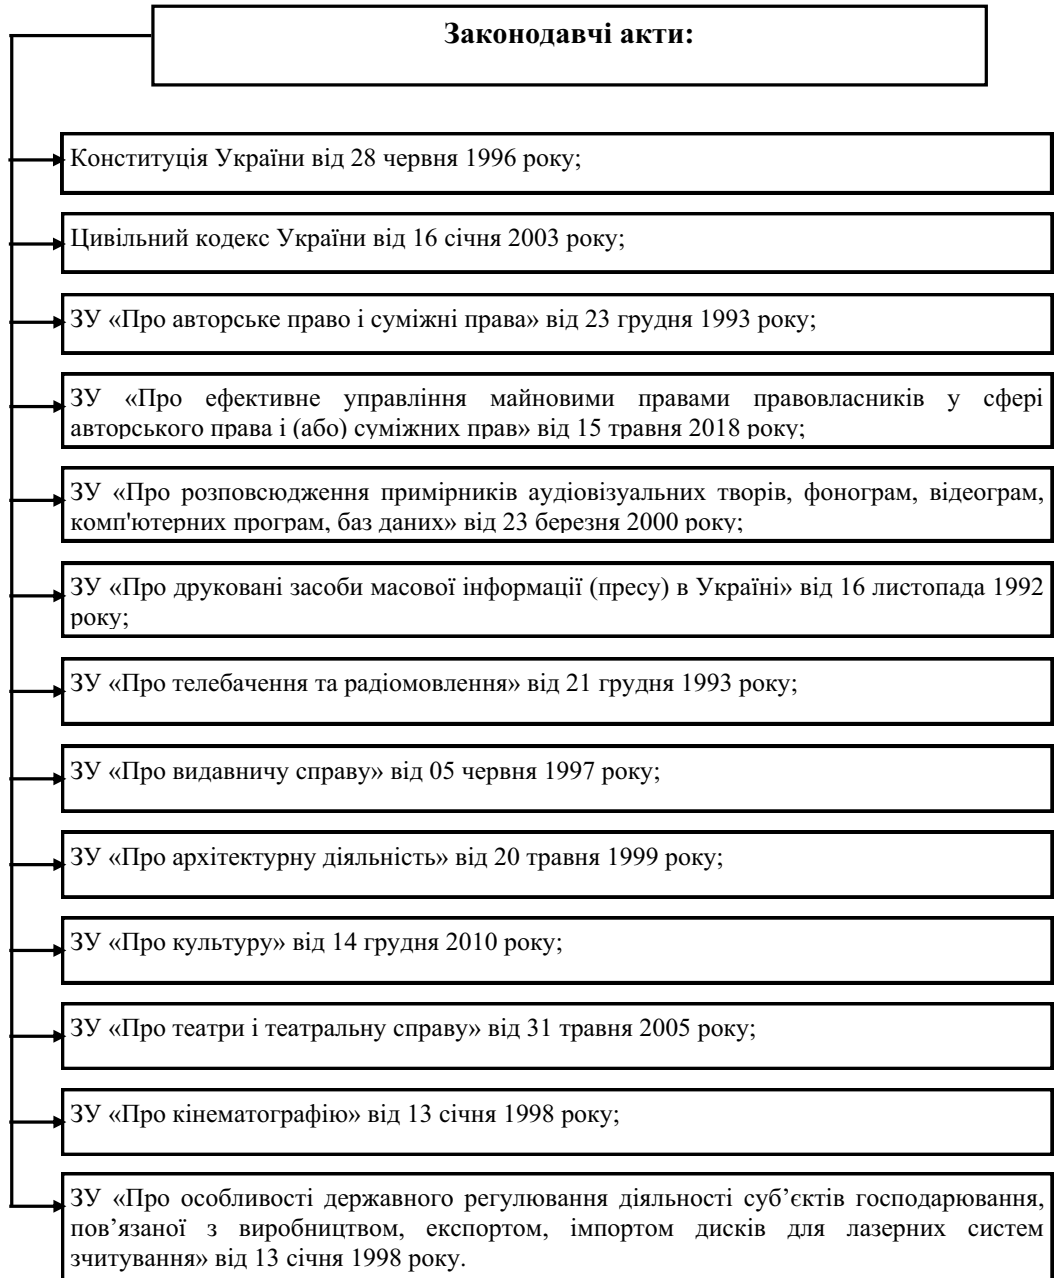 Законодавчі акти:
Конституція України від 28 червня 1996 року;
Цивільний кодекс України від 16 січня 2003 року;
ЗУ «Про авторське право і суміжні права» від 23 грудня 1993 року;
ЗУ «Про ефективне управління майновими правами правовласників у сфері
авторського права і (або) суміжних прав» від 15 травня 2018 року;
ЗУ «Про розповсюдження примірників аудіовізуальних творів, фонограм, відеограм,
комп'ютерних програм, баз даних» від 23 березня 2000 року;
ЗУ «Про друковані засоби масової інформації (пресу) в Україні» від 16 листопада 1992
року;
ЗУ «Про телебачення та радіомовлення» від 21 грудня 1993 року;
ЗУ «Про видавничу справу» від 05 червня 1997 року;
ЗУ «Про архітектурну діяльність» від 20 травня 1999 року;
ЗУ «Про культуру» від 14 грудня 2010 року;
ЗУ «Про театри і театральну справу» від 31 травня 2005 року;
ЗУ «Про кінематографію» від 13 січня 1998 року;
ЗУ «Про особливості державного регулювання діяльності суб’єктів господарювання,
пов’язаної з виробництвом, експортом, імпортом дисків для лазерних систем
зчитування» від 13 січня 1998 року.